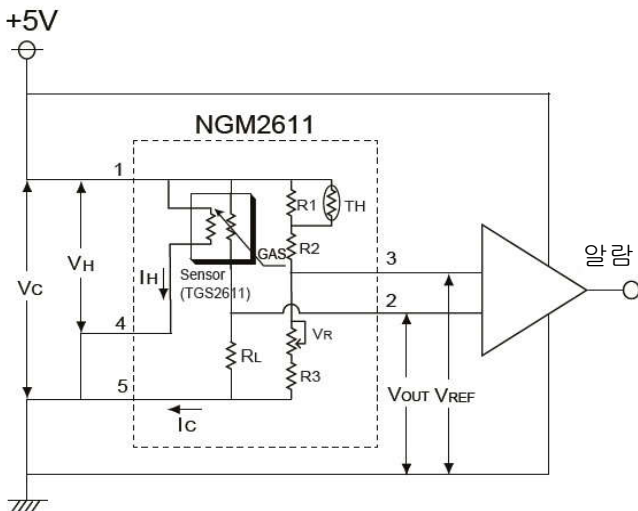 +5V
NGM2611
1
R1
TH
R2
GAS
Sensor
(TGS2611)
IH
VH
VC
3
알람
2
4
VR
RL
R3
5
IC
VOUT
VREF